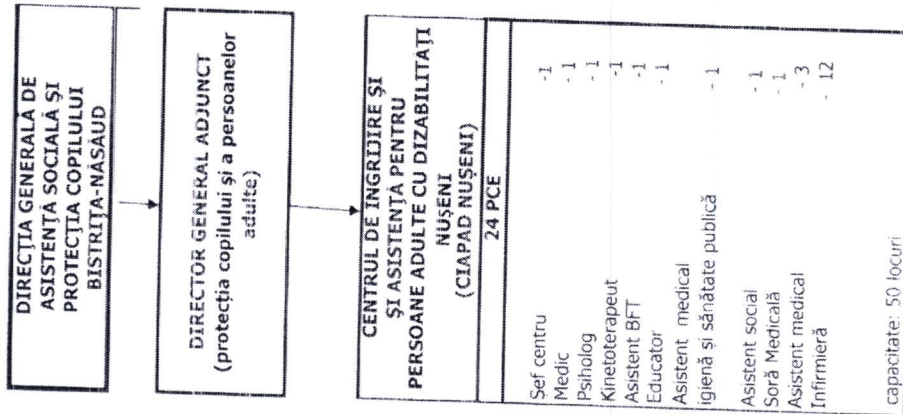 DIRECȚIA GENERALĂ DE
ASISTENȚĂ SOCIALĂ ȘI
PROTECȚIA COPILULUI
BISTRIȚA-NĂSĂUD
DIRECTOR GENERAL ADJUNCT
(protecția copilului și a persoanelor
adulte)
CENTRUL DE INGRIJIRE ȘI
ȘI ASISTENȚĂ PENTRU
PERSOANE ADULTE CU DIZABILITĂȚI
NUȘENI
(CIAPAD NUȘENI)
24 PCE
Șef centru -1
Medic - 1
Psiholog - 1
Kinetoterapeut -1
Asistent BFT -1
Educator - 1
Asistent medical
igienă și sănătate publică - 1
Asistent social - 1
Soră Medicală - 1
Asistent medical - 3
Infirmieră - 12
capacitate: 50 locuri